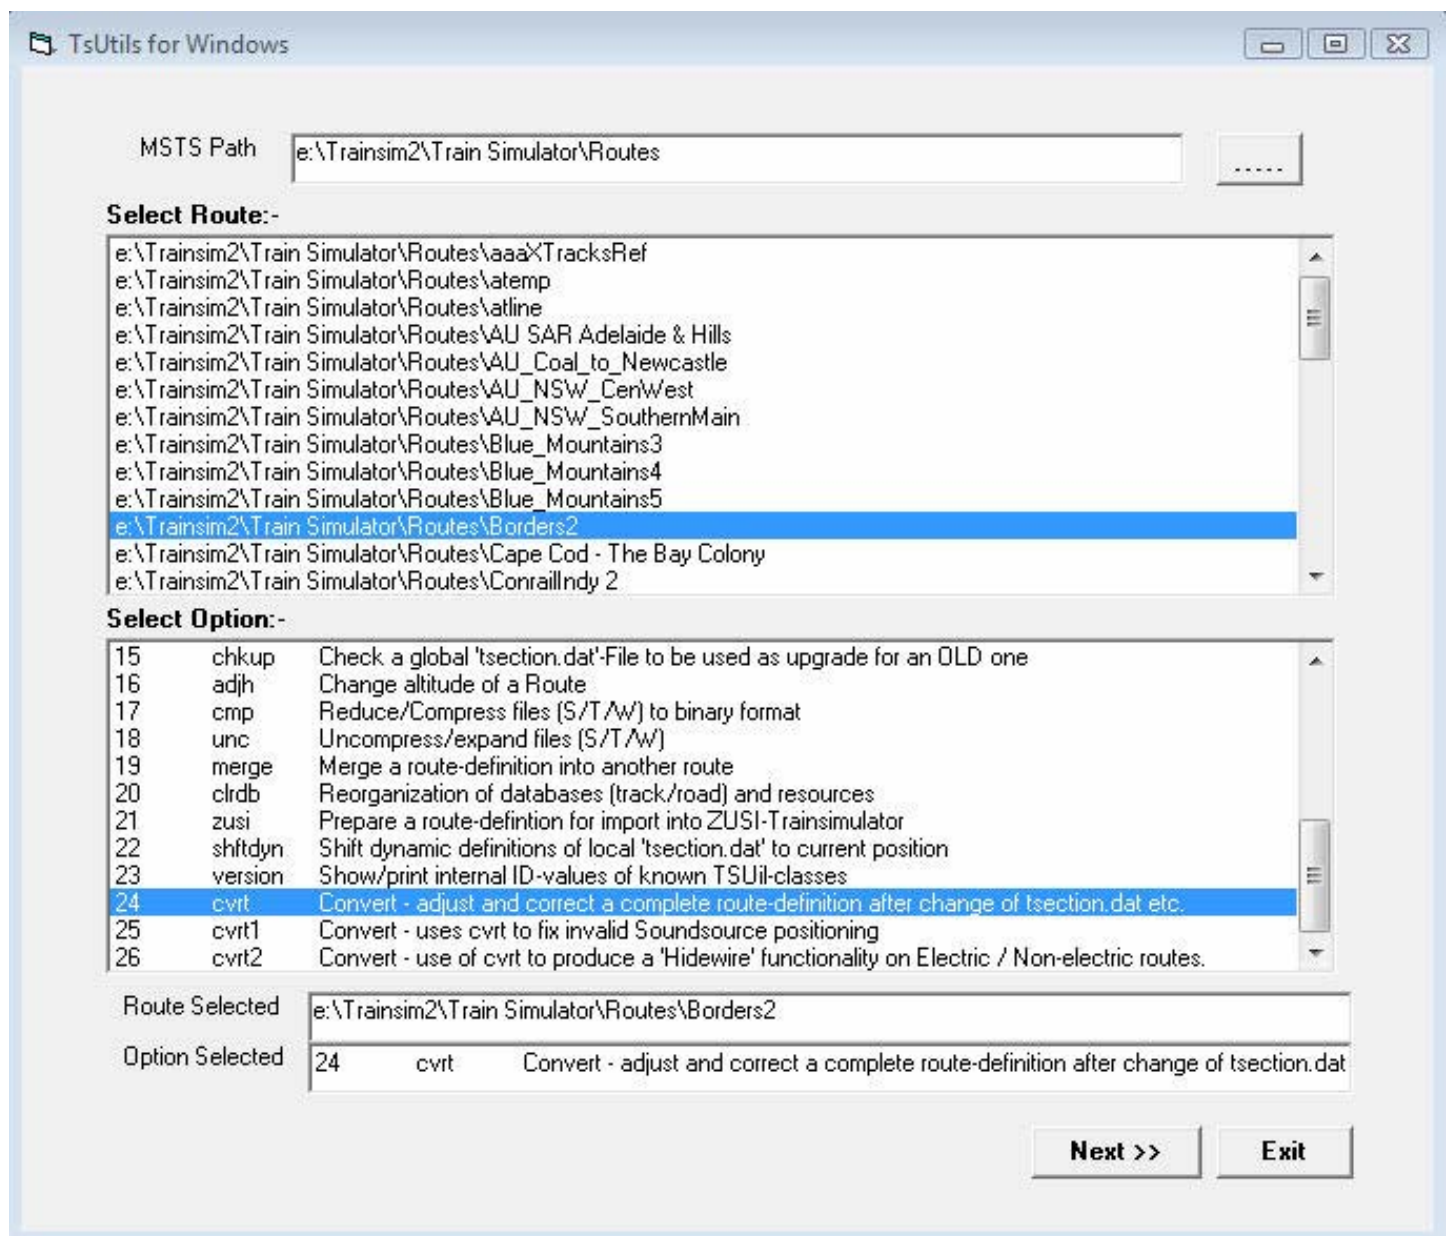 TsUtils for Windows
MSTS Path e:\Trainsim2\Train Simulator\Routes .....
Select Route:-
e:\Trainsim2\Train Simulator\Routes\aaaXTracksRef
e:\Trainsim2\Train Simulator\Routes\atemp
e:\Trainsim2\Train Simulator\Routes\atline
e:\Trainsim2\Train Simulator\Routes\AU SAR Adelaide & Hills
e:\Trainsim2\Train Simulator\Routes\AU_Coal_to_Newcastle
e:\Trainsim2\Train Simulator\Routes\AU_NSW_CenWest
e:\Trainsim2\Train Simulator\Routes\AU_NSW_SouthernMain
e:\Trainsim2\Train Simulator\Routes\Blue_Mountains3
e:\Trainsim2\Train Simulator\Routes\Blue_Mountains4
e:\Trainsim2\Train Simulator\Routes\Blue_Mountains5
e:\Trainsim2\Train Simulator\Routes\Borders2
e:\Trainsim2\Train Simulator\Routes\Cape Cod - The Bay Colony
e:\Trainsim2\Train Simulator\Routes\ConrailIndy 2
Select Option:-
15 chkup Check a global 'tsection.dat'-File to be used as upgrade for an OLD one
16 adjh Change altitude of a Route
17 cmp Reduce/Compress files (S/T/W) to binary format
18 unc Uncompress/expand files (S/T/W)
19 merge Merge a route-definition into another route
20 clrdb Reorganization of databases (track/road) and resources
21 zusi Prepare a route-defintion for import into ZUSI-Trainsimulator
22 shftdyn Shift dynamic definitions of local 'tsection.dat' to current position
23 version Show/print internal ID-values of known TSUil-classes
24 cvrt Convert - adjust and correct a complete route-definition after change of tsection.dat etc.
25 cvrt1 Convert - uses cvrt to fix invalid Soundsource positioning
26 cvrt2 Convert - use of cvrt to produce a 'Hidewire' functionality on Electric / Non-electric routes.
Route Selected e:\Trainsim2\Train Simulator\Routes\Borders2
Option Selected 24 cvrt Convert - adjust and correct a complete route-definition after change of tsection.dat
Next >> Exit